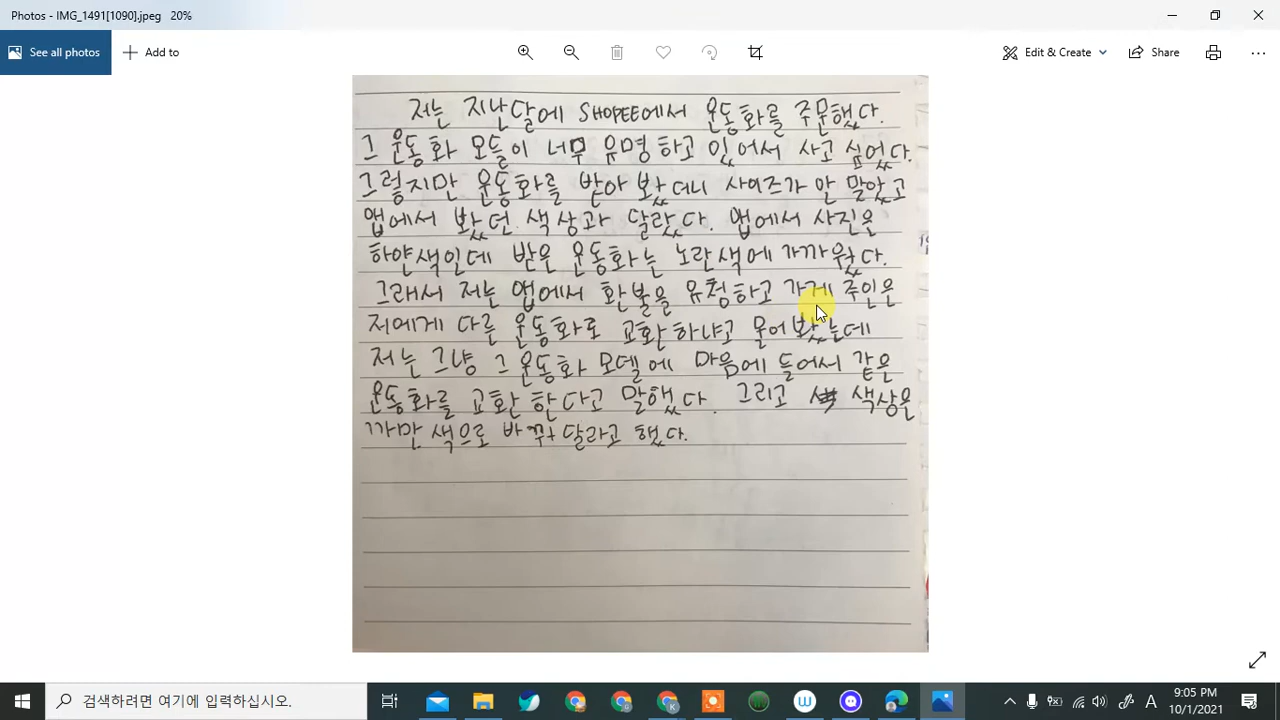 Photos - IMG_1491[1090].jpeg 20%
See all photos
Add to
Edit & Create
Share
저는 지난달에 SHOPEE에서 운동화를 주문했다.
그 운동화 모듵이 너무 유명하고 있어서 사고 싶었다.
그렇지만 운동화를 받아 봤더니 사이즈가 안 말았고
앱에서 봤던 색상과 달랐다. 앱에서 사진은
하얀색인데 받은 운동화는 노란색에 가까웠다.
그래서 저는 앱에서 환불을 요청하고 가게 주인은
저에게 다른 운동화로 교환하냐고 물어봤는데
저는 그냥 그 운동화 모델에 마음에 들어서 같은
운동화를 교환 한다고 말했다. 그리고 색상은
까만 색으로 바꿔달라고 했다.
검색하려면 여기에 입력하십시오.
W
A
9:05 PM
10/1/2021